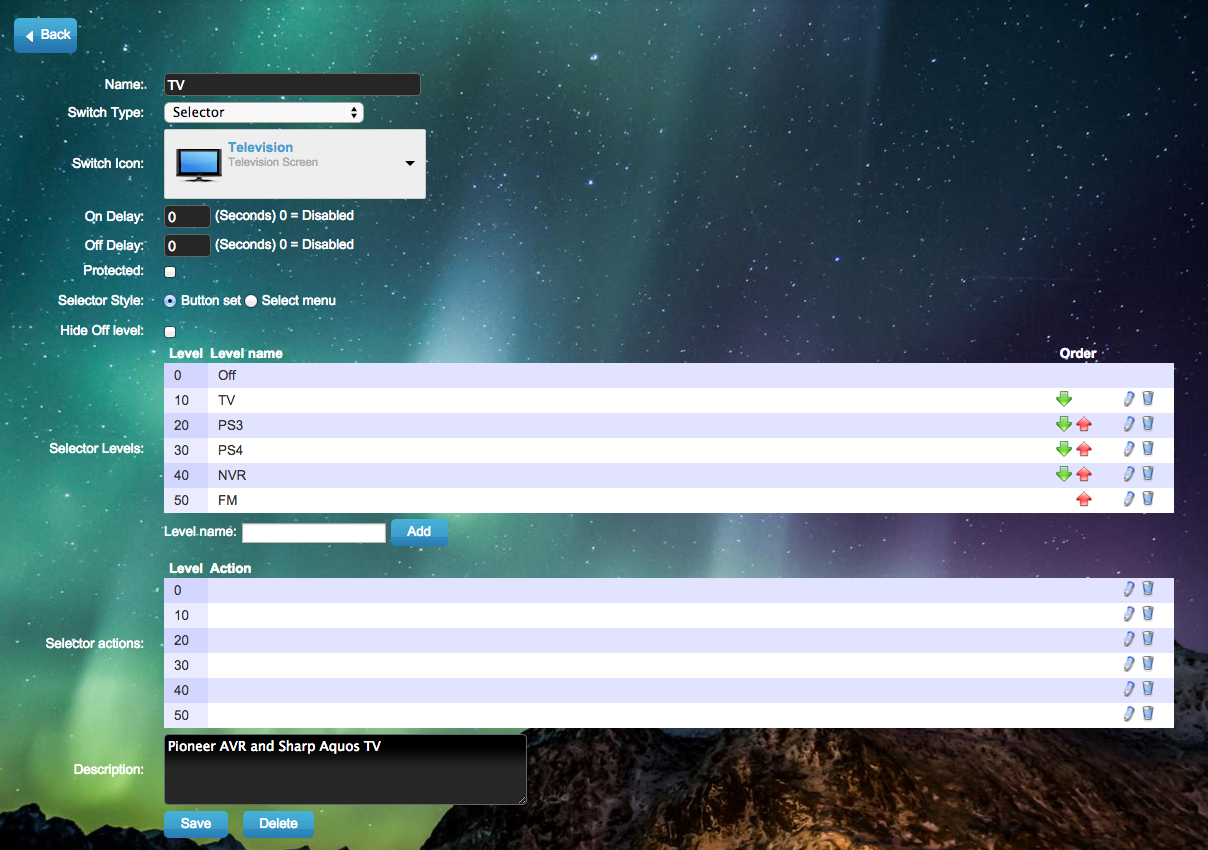 Back
Name: TV
Switch Type: Selector
Switch Icon: Television
Television Screen
On Delay: 0 (Seconds) 0 = Disabled
Off Delay: 0 (Seconds) 0 = Disabled
Protected:
Selector Style: Button set Select menu
Hide Off level:
Level Level name Order
0 Off
10 TV
20 PS3
Selector Levels:
30 PS4
40 NVR
50 FM
Level name: Add
Level Action
0
10
20
Selector actions:
30
40
50
Description: Pioneer AVR and Sharp Aquos TV
Save Delete